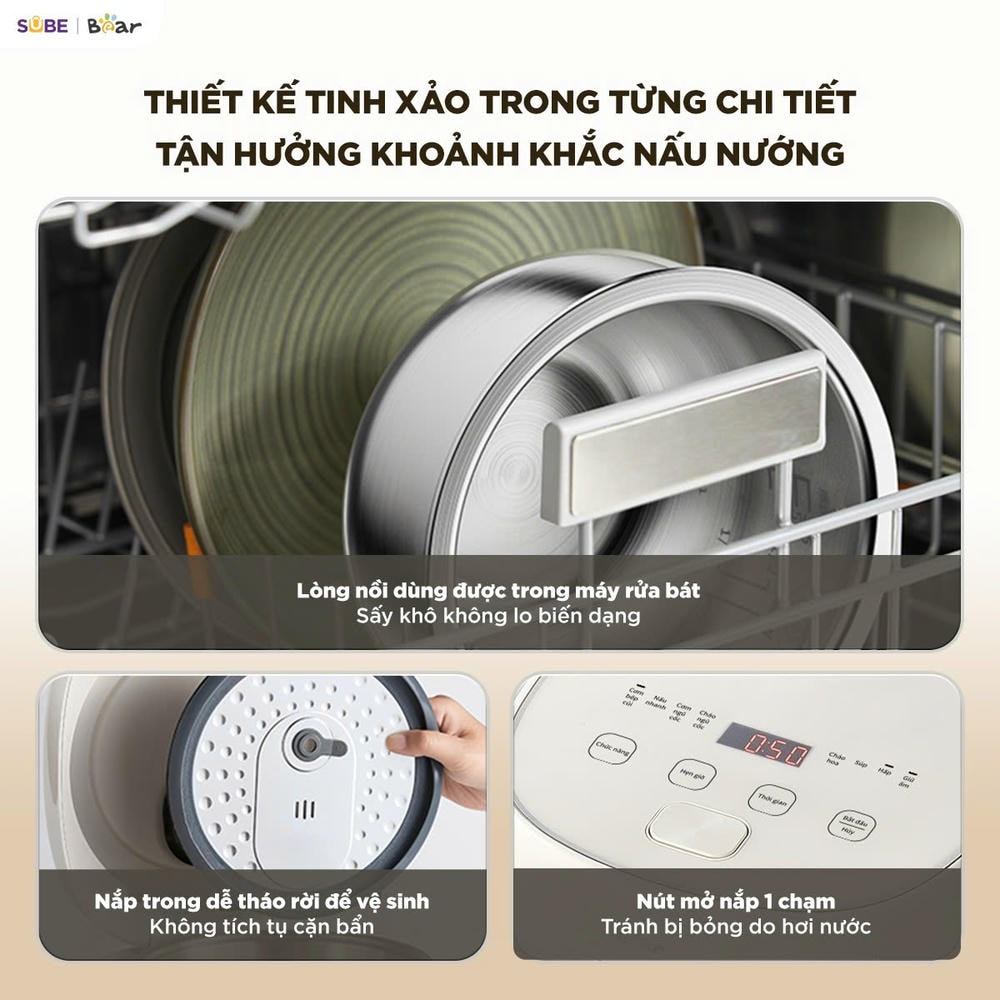 SUBE | Bear
THIẾT KẾ TINH XẢO TRONG TỪNG CHI TIẾT
TẬN HƯỞNG KHOẢNH KHẮC NẤU NƯỚNG
Lòng nồi dùng được trong máy rửa bát
Sấy khô không lo biến dạng
Nắp trong dễ tháo rời để vệ sinh
Không tích tụ cặn bẩn
Cơm bếp củi
Nấu nhanh
Cơm ngũ cốc
Cháo ngũ cốc
0:50
Cháo hoa
Súp
Hấp
Giữ ấm
Chức năng
Hẹn giờ
Thời gian
Bắt đầu
Hủy
Nút mở nắp 1 chạm
Tránh bị bỏng do hơi nước